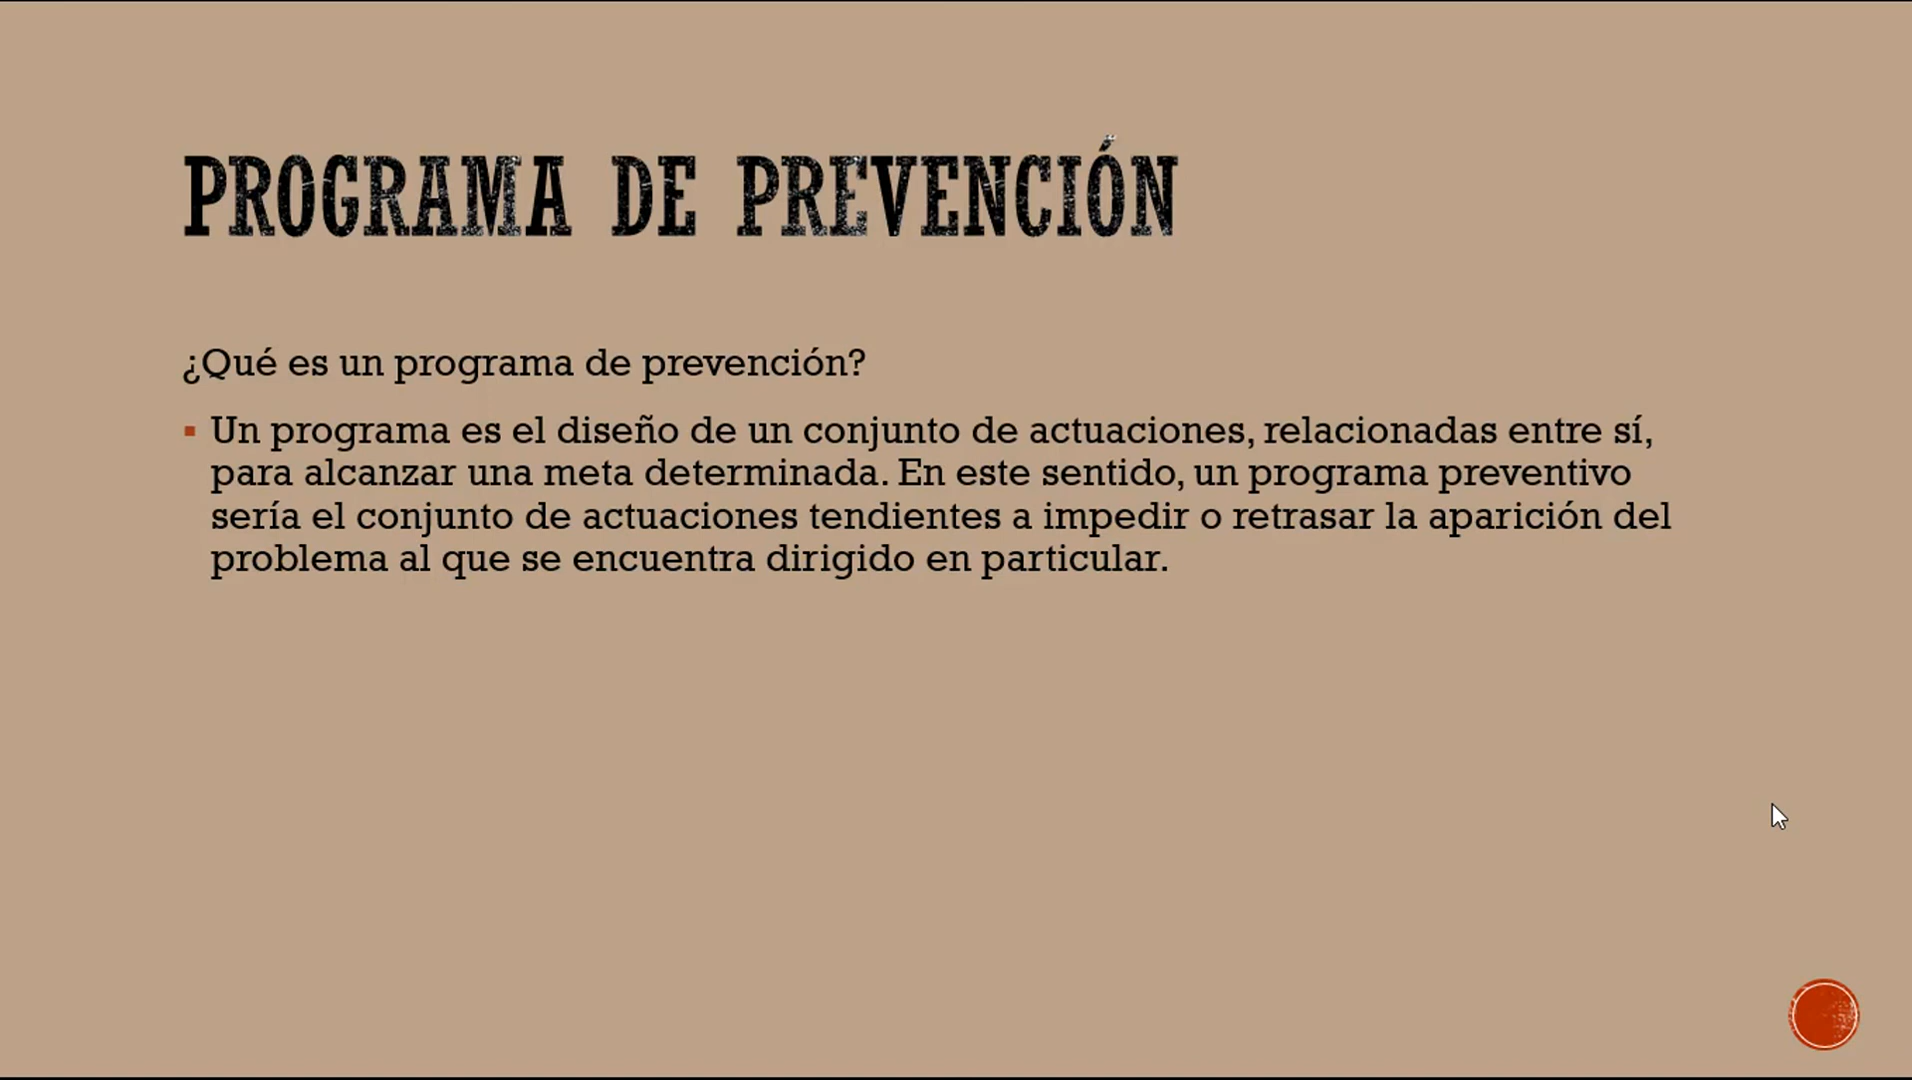 PROGRAMA DE PREVENCIÓN
¿Qué es un programa de prevención?
▪ Un programa es el diseño de un conjunto de actuaciones, relacionadas entre sí,
para alcanzar una meta determinada. En este sentido, un programa preventivo
sería el conjunto de actuaciones tendientes a impedir o retrasar la aparición del
problema al que se encuentra dirigido en particular.